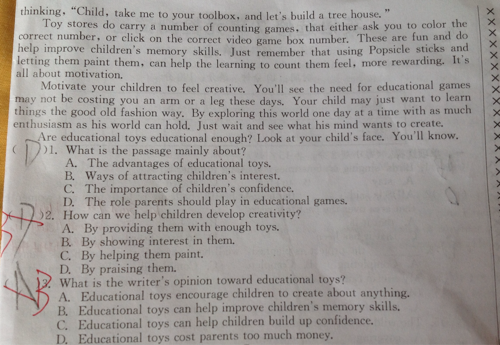 thinking, "Child, take me to your toolbox, and let's build a tree house."
Toy stores do carry a number of counting games, that either ask you to color the
correct number, or click on the correct video game box number. These are fun and do
help improve children's memory skills. Just remember that using Popsicle sticks and
letting them paint them, can help the learning to count them feel, more rewarding. It's
all about motivation.
Motivate your children to feel creative. You'll see the need for educational games
may not be costing you an arm or a leg these days. Your child may just want to learn
things the good old fashion way. By exploring this world one day at a time with as much
enthusiasm as his world can hold. Just wait and see what his mind wants to create.
Are educational toys educational enough? Look at your child's face. You'll know.
( D )1. What is the passage mainly about?
A. The advantages of educational toys.
B. Ways of attracting children's interest.
C. The importance of children's confidence.
D. The role parents should play in educational games.
)2. How can we help children develop creativity?
A. By providing them with enough toys.
B. By showing interest in them.
C. By helping them paint.
D. By praising them.
B )3. What is the writer's opinion toward educational toys?
A. Educational toys encourage children to create about anything.
B. Educational toys can help improve children's memory skills.
C. Educational toys can help children build up confidence.
D. Educational toys cost parents too much money.